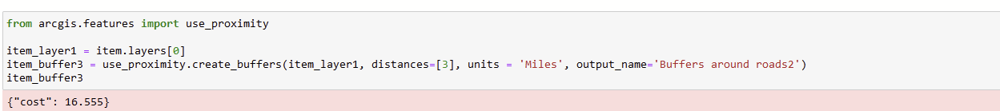 from arcgis.features import use_proximity
item_layer1 = item.layers[0]
item_buffer3 = use_proximity.create_buffers(item_layer1, distances=[3], units = 'Miles', output_name='Buffers around roads2')
item_buffer3
{"cost": 16.555}